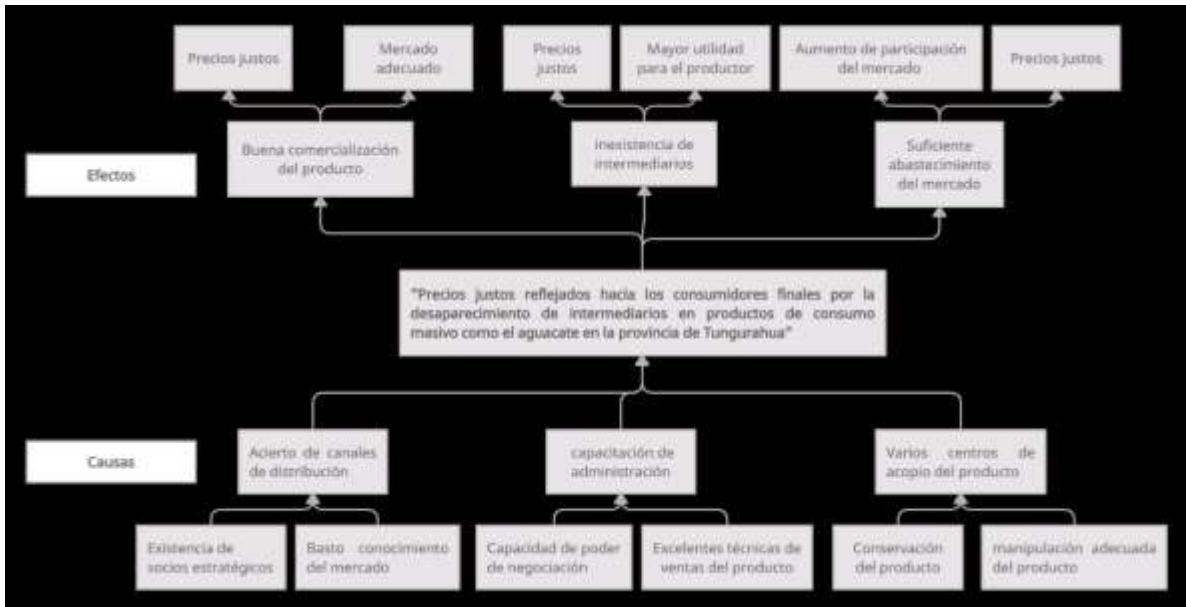 Precios justos
Mercado
adecuado
Precios
justos
Mayor utilidad
para el productor
Aumento de participación
del mercado
Precios justos
Efectos
Buena comercialización
del producto
Inexistencia de
intermediarios
Suficiente
abastecimiento
del mercado
"Precios justos reflejados hacia los consumidores finales por la
desaparecimiento de intermediarios en productos de consumo
masivo como el aguacate en la provincia de Tungurahua"
Causas
Acierto de canales
de distribución
capacitación de
administración
Varios centros de
acopio del producto
Existencia de
socios estratégicos
Basto conocimiento
del mercado
Capacidad de poder
de negociación
Excelentes técnicas de
ventas del producto
Conservación
del producto
manipulación adecuada
del producto